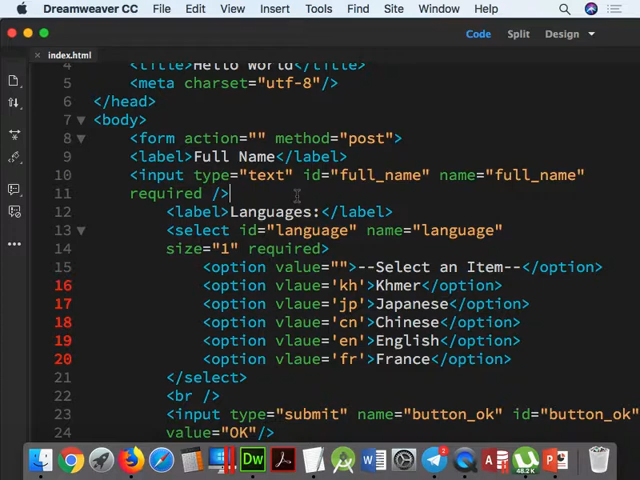 Dreamweaver CC File Edit View Insert Tools Find Site Window Help
Code Split Design
× index.html
4 <title>Hello World</title>
5 <meta charset="utf-8"/>
6 </head>
7 <body>
8 <form action="" method="post">
9 <label>Full Name</label>
10 <input type="text" id="full_name" name="full_name"
11 required />
12 <label>Languages:</label>
13 <select id="language" name="language"
14 size="1" required>
15 <option value="">--Select an Item--</option>
16 <option vlaue='kh'>Khmer</option>
17 <option vlaue='jp'>Japanese</option>
18 <option vlaue='cn'>Chinese</option>
19 <option vlaue='en'>English</option>
20 <option vlaue='fr'>France</option>
21 </select>
22 <br />
23 <input type="submit" name="button_ok" id="button_ok"
24 value="OK"/>
Dw W 2 A U 48.2 K P